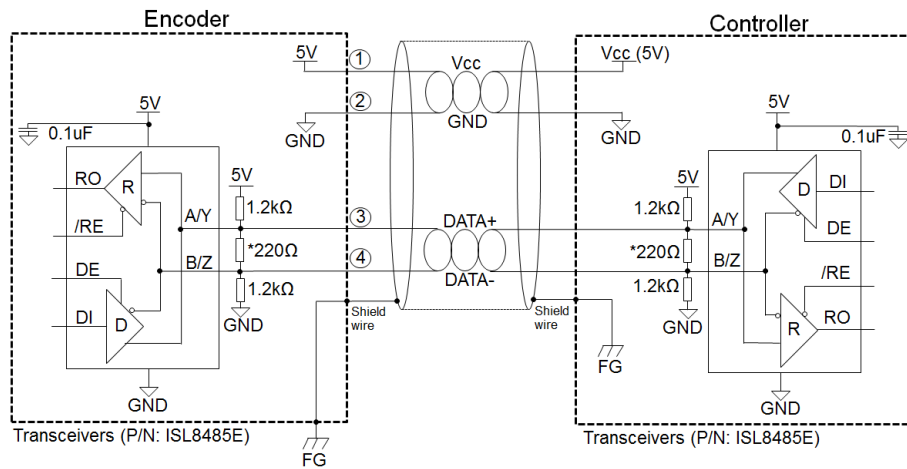 Encoder
Controller
5V
①
Vcc
Vcc (5V)
②
GND
GND
GND
5V
0.1uF
5V
0.1uF
RO
R
/RE
A/Y
5V
1.2kΩ
*220Ω
1.2kΩ
GND
B/Z
DE
DI
D
GND
③
DATA+
④
DATA-
Shield
wire
Shield
wire
FG
FG
5V
1.2kΩ
*220Ω
1.2kΩ
GND
A/Y
B/Z
D
DI
DE
/RE
R
RO
GND
Transceivers (P/N: ISL8485E)
Transceivers (P/N: ISL8485E)